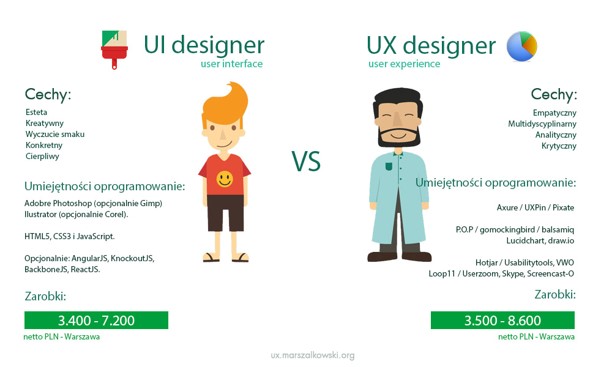 UI designer
user interface
Cechy:
Esteta
Kreatywny
Wyczucie smaku
Konkretny
Cierpliwy
Umiejętności oprogramowanie:
Adobre Photoshop (opcjonalnie Gimp)
Ilustrator (opcjonalnie Corel).
HTML5, CSS3 i JavaScript.
Opcjonalnie: AngularJS, KnockoutJS,
BackboneJS, ReactJS.
Zarobki:
3.400 - 7.200
netto PLN - Warszawa
VS
UX designer
user experience
Cechy:
Empatyczny
Multidyscyplinarny
Analityczny
Krytyczny
Umiejętności oprogramowanie:
Axure / UXPin / Pixate
P.O.P / gomockingbird / balsamiq
Lucidchart, draw.io
Hotjar / Usabilitytools, VWO
Loop11 / Userzoom, Skype, Screencast-O
Zarobki:
3.500 - 8.600
netto PLN - Warszawa
ux.marszalkowski.org